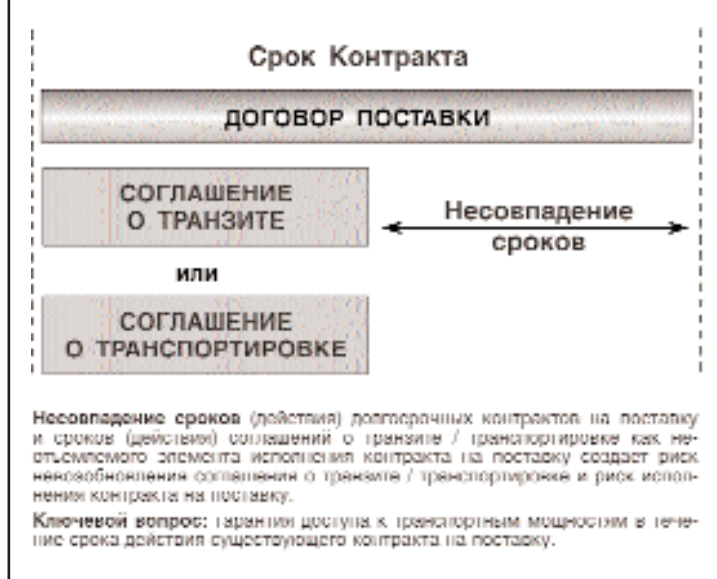 Срок Контракта
ДОГОВОР ПОСТАВКИ
СОГЛАШЕНИЕ
О ТРАНЗИТЕ
Несовпадение
сроков
или
СОГЛАШЕНИЕ
О ТРАНСПОРТИРОВКЕ
Несовпадение сроков (действия) долгосрочных контрактов на поставку
и сроков (действия) соглашений о транзите / транспортировке как не-
отъемлемого элемента исполнения контракта на поставку создает риск
невозобновления соглашения о транзите / транспортировке и риск испол-
нения контракта на поставку.
Ключевой вопрос: гарантия доступа к транспортным мощностям в тече-
ние срока действия существующего контракта на поставку.